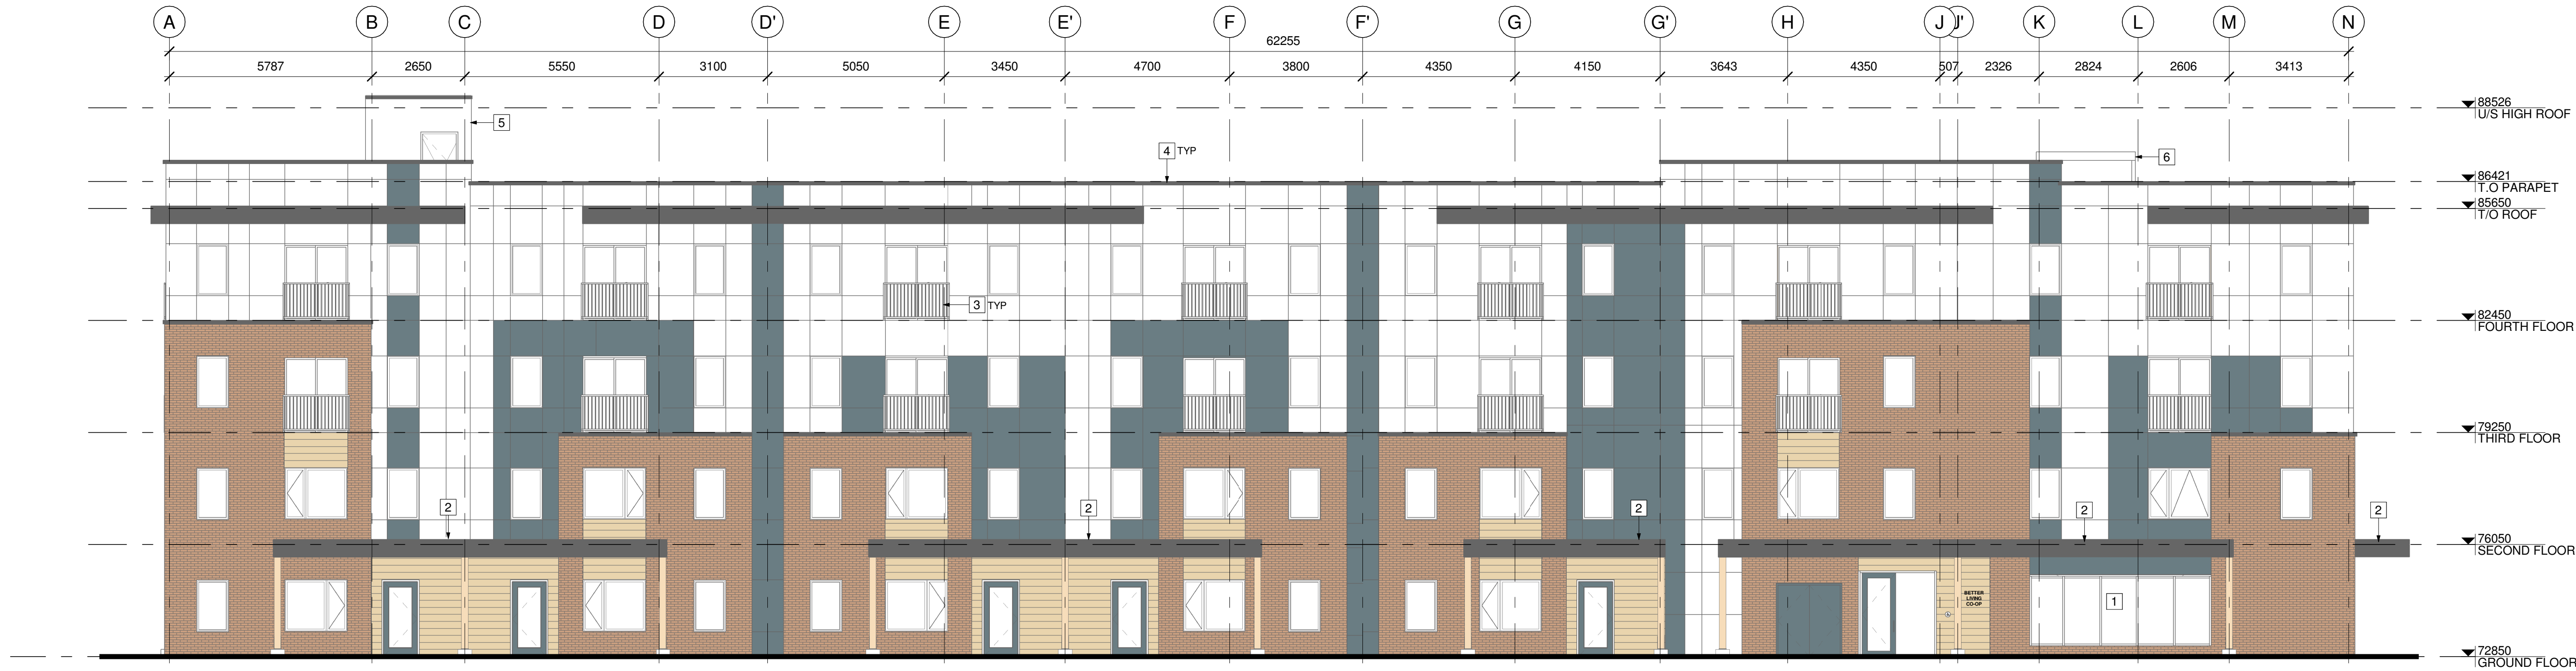 A B C D D' E E' F F' G G' H J J' K L M N
62255
5787 2650 5550 3100 5050 3450 4700 3800 4350 4150 3643 4350 507 2326 2824 2606 3413
88526
U/S HIGH ROOF
5
4 TYP
6
86421
T.O PARAPET
85650
T/O ROOF
3 TYP
82450
FOURTH FLOOR
79250
THIRD FLOOR
2 2 2 2 2
76050
SECOND FLOOR
BETTER
LIVING
CO-OP
1
72850
GROUND FLOOR